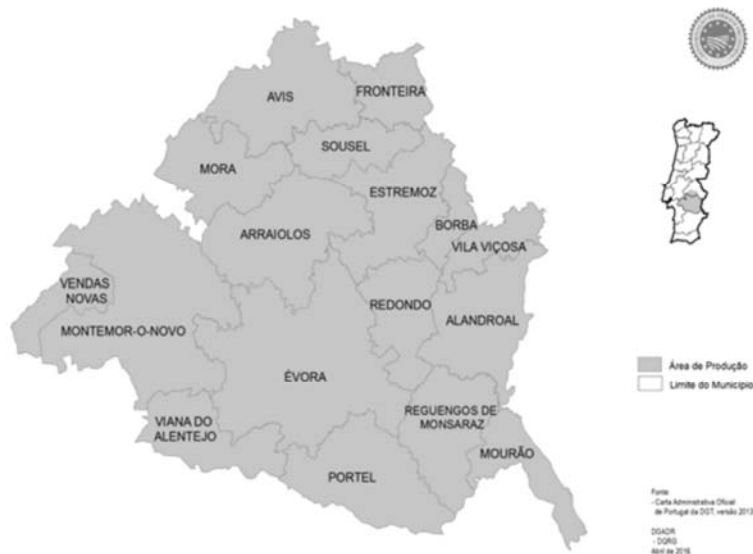 AVIS
FRONTEIRA
SOUSEL
MORA
ESTREMOZ
ARRAIOLOS
BORBA
VILA VIÇOSA
VENDAS
NOVAS
REDONDO
MONTEMOR-O-NOVO
ALANDROAL
ÉVORA
REGUENGOS DE
MONSARAZ
VIANA DO
ALENTEJO
MOURÃO
PORTEL
Área de Produção
Limite do Município
Fonte
- Carta Administrativa Oficial
de Portugal da DGT, versão 2013
DGADR
- DQRG
Abril de 2016